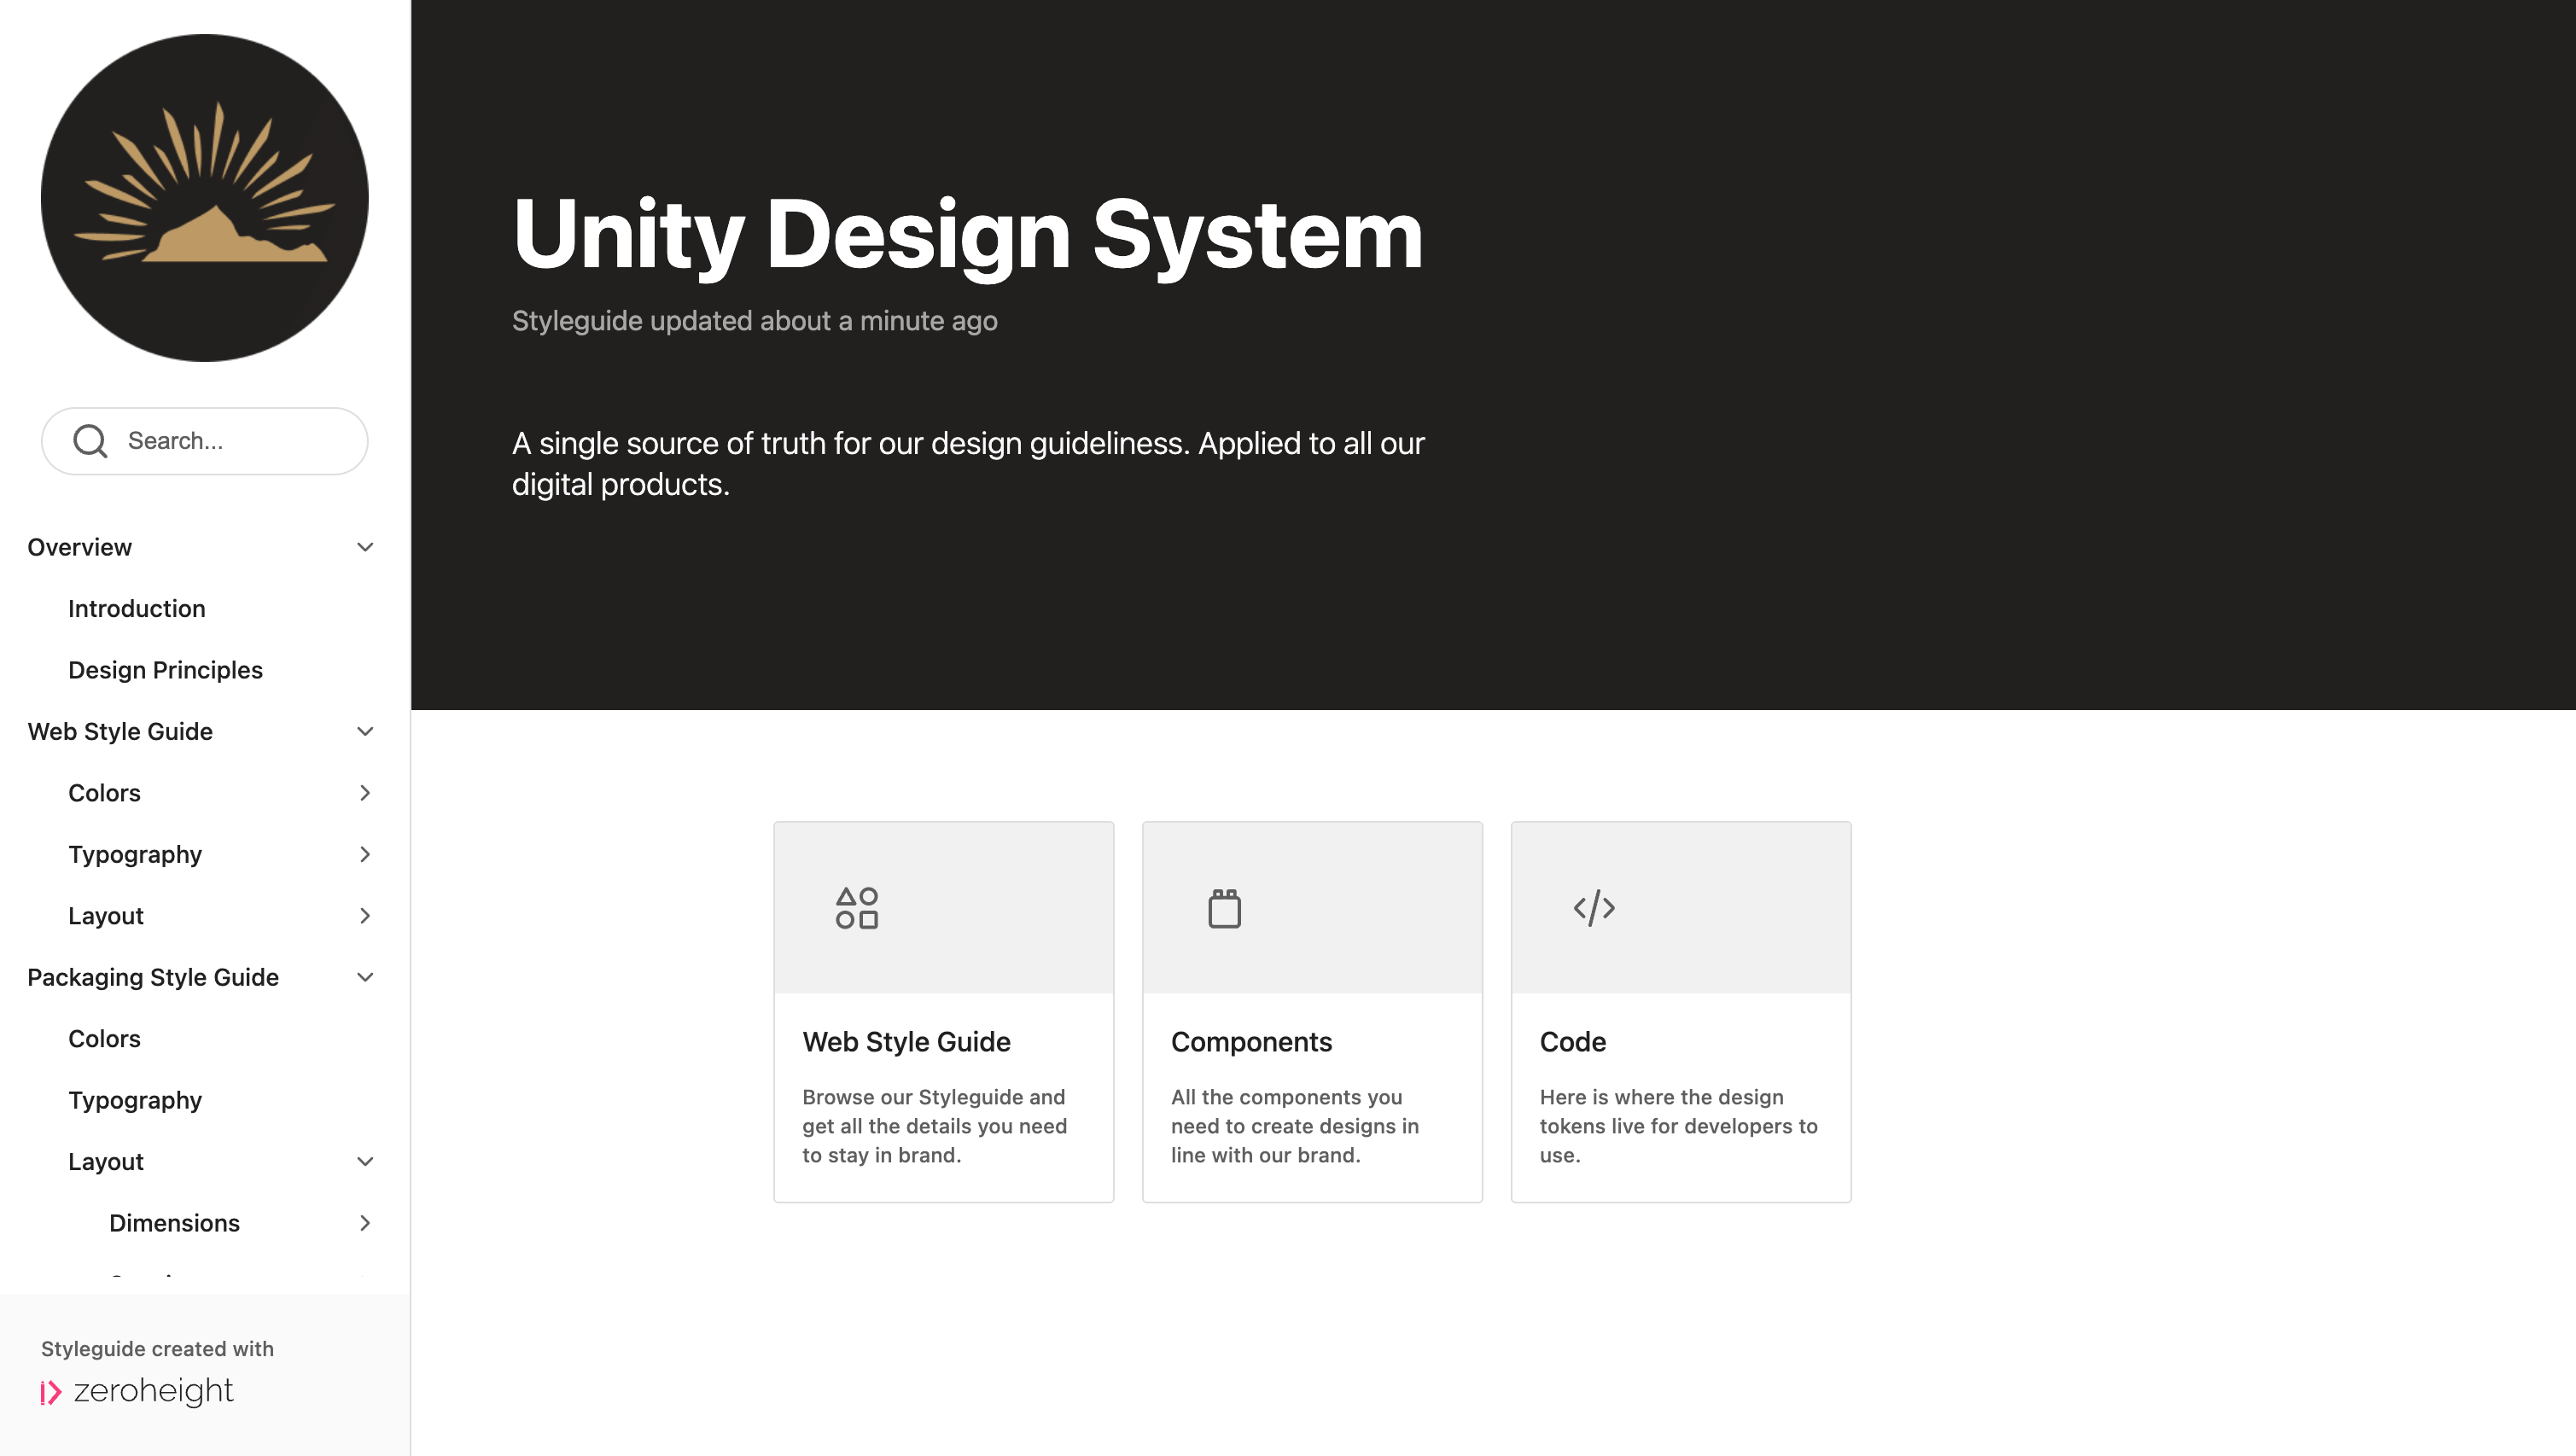 Search...
Overview
Introduction
Design Principles
Web Style Guide
Colors
Typography
Layout
Packaging Style Guide
Colors
Typography
Layout
Dimensions
Styleguide created with
zeroheight
Unity Design System
Styleguide updated about a minute ago
A single source of truth for our design guideliness. Applied to all our
digital products.
Web Style Guide
Browse our Styleguide and
get all the details you need
to stay in brand.
Components
All the components you
need to create designs in
line with our brand.
Code
Here is where the design
tokens live for developers to
use.